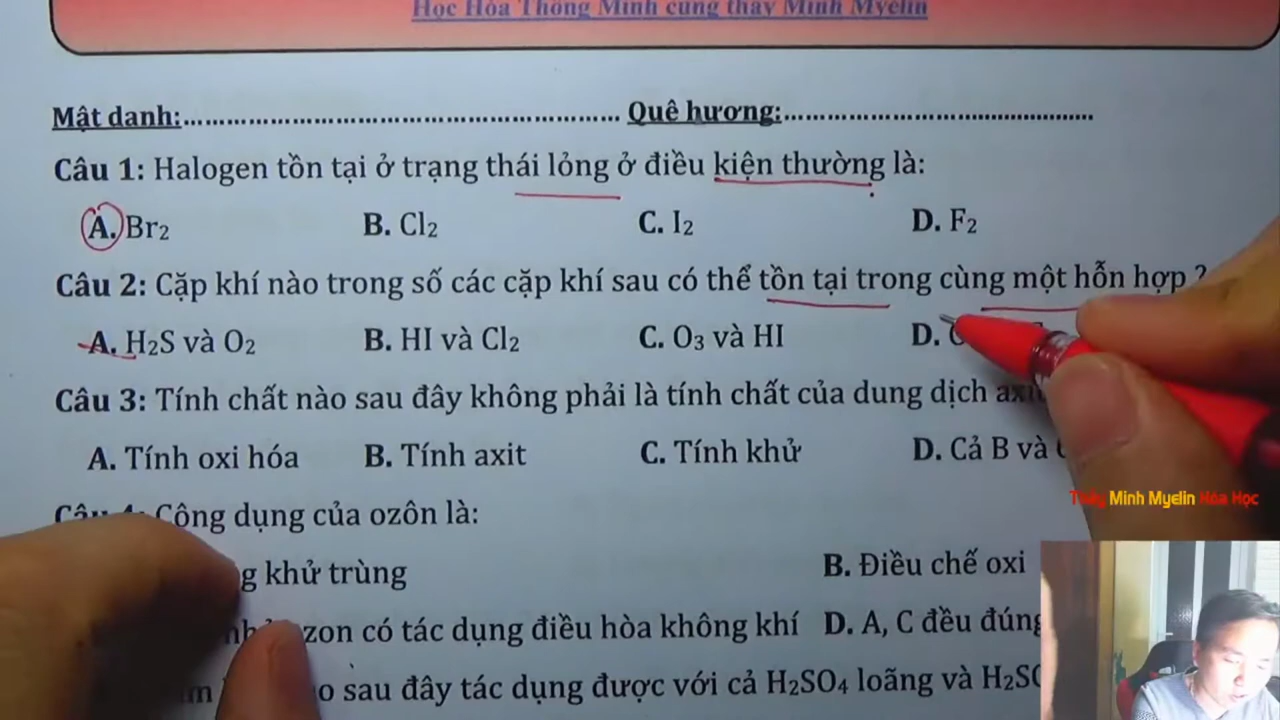 Học Hóa Thông Minh cùng thầy Minh Myelin
Mật danh:.......................................................... Quê hương:.......................................
Câu 1: Halogen tồn tại ở trạng thái lỏng ở điều kiện thường là:
A. Br₂ B. Cl₂ C. I₂ D. F₂
Câu 2: Cặp khí nào trong số các cặp khí sau có thể tồn tại trong cùng một hỗn hợp ?
A. H₂S và O₂ B. HI và Cl₂ C. O₃ và HI D.
Câu 3: Tính chất nào sau đây không phải là tính chất của dung dịch
A. Tính oxi hóa B. Tính axit C. Tính khử D. Cả B và
Câu 4: Công dụng của ozôn là:
khử trùng B. Điều chế oxi
có tác dụng điều hòa không khí D. A, C đều đúng
sau đây tác dụng được với cả H₂SO₄ loãng và
Thầy Minh Myelin Hóa Học